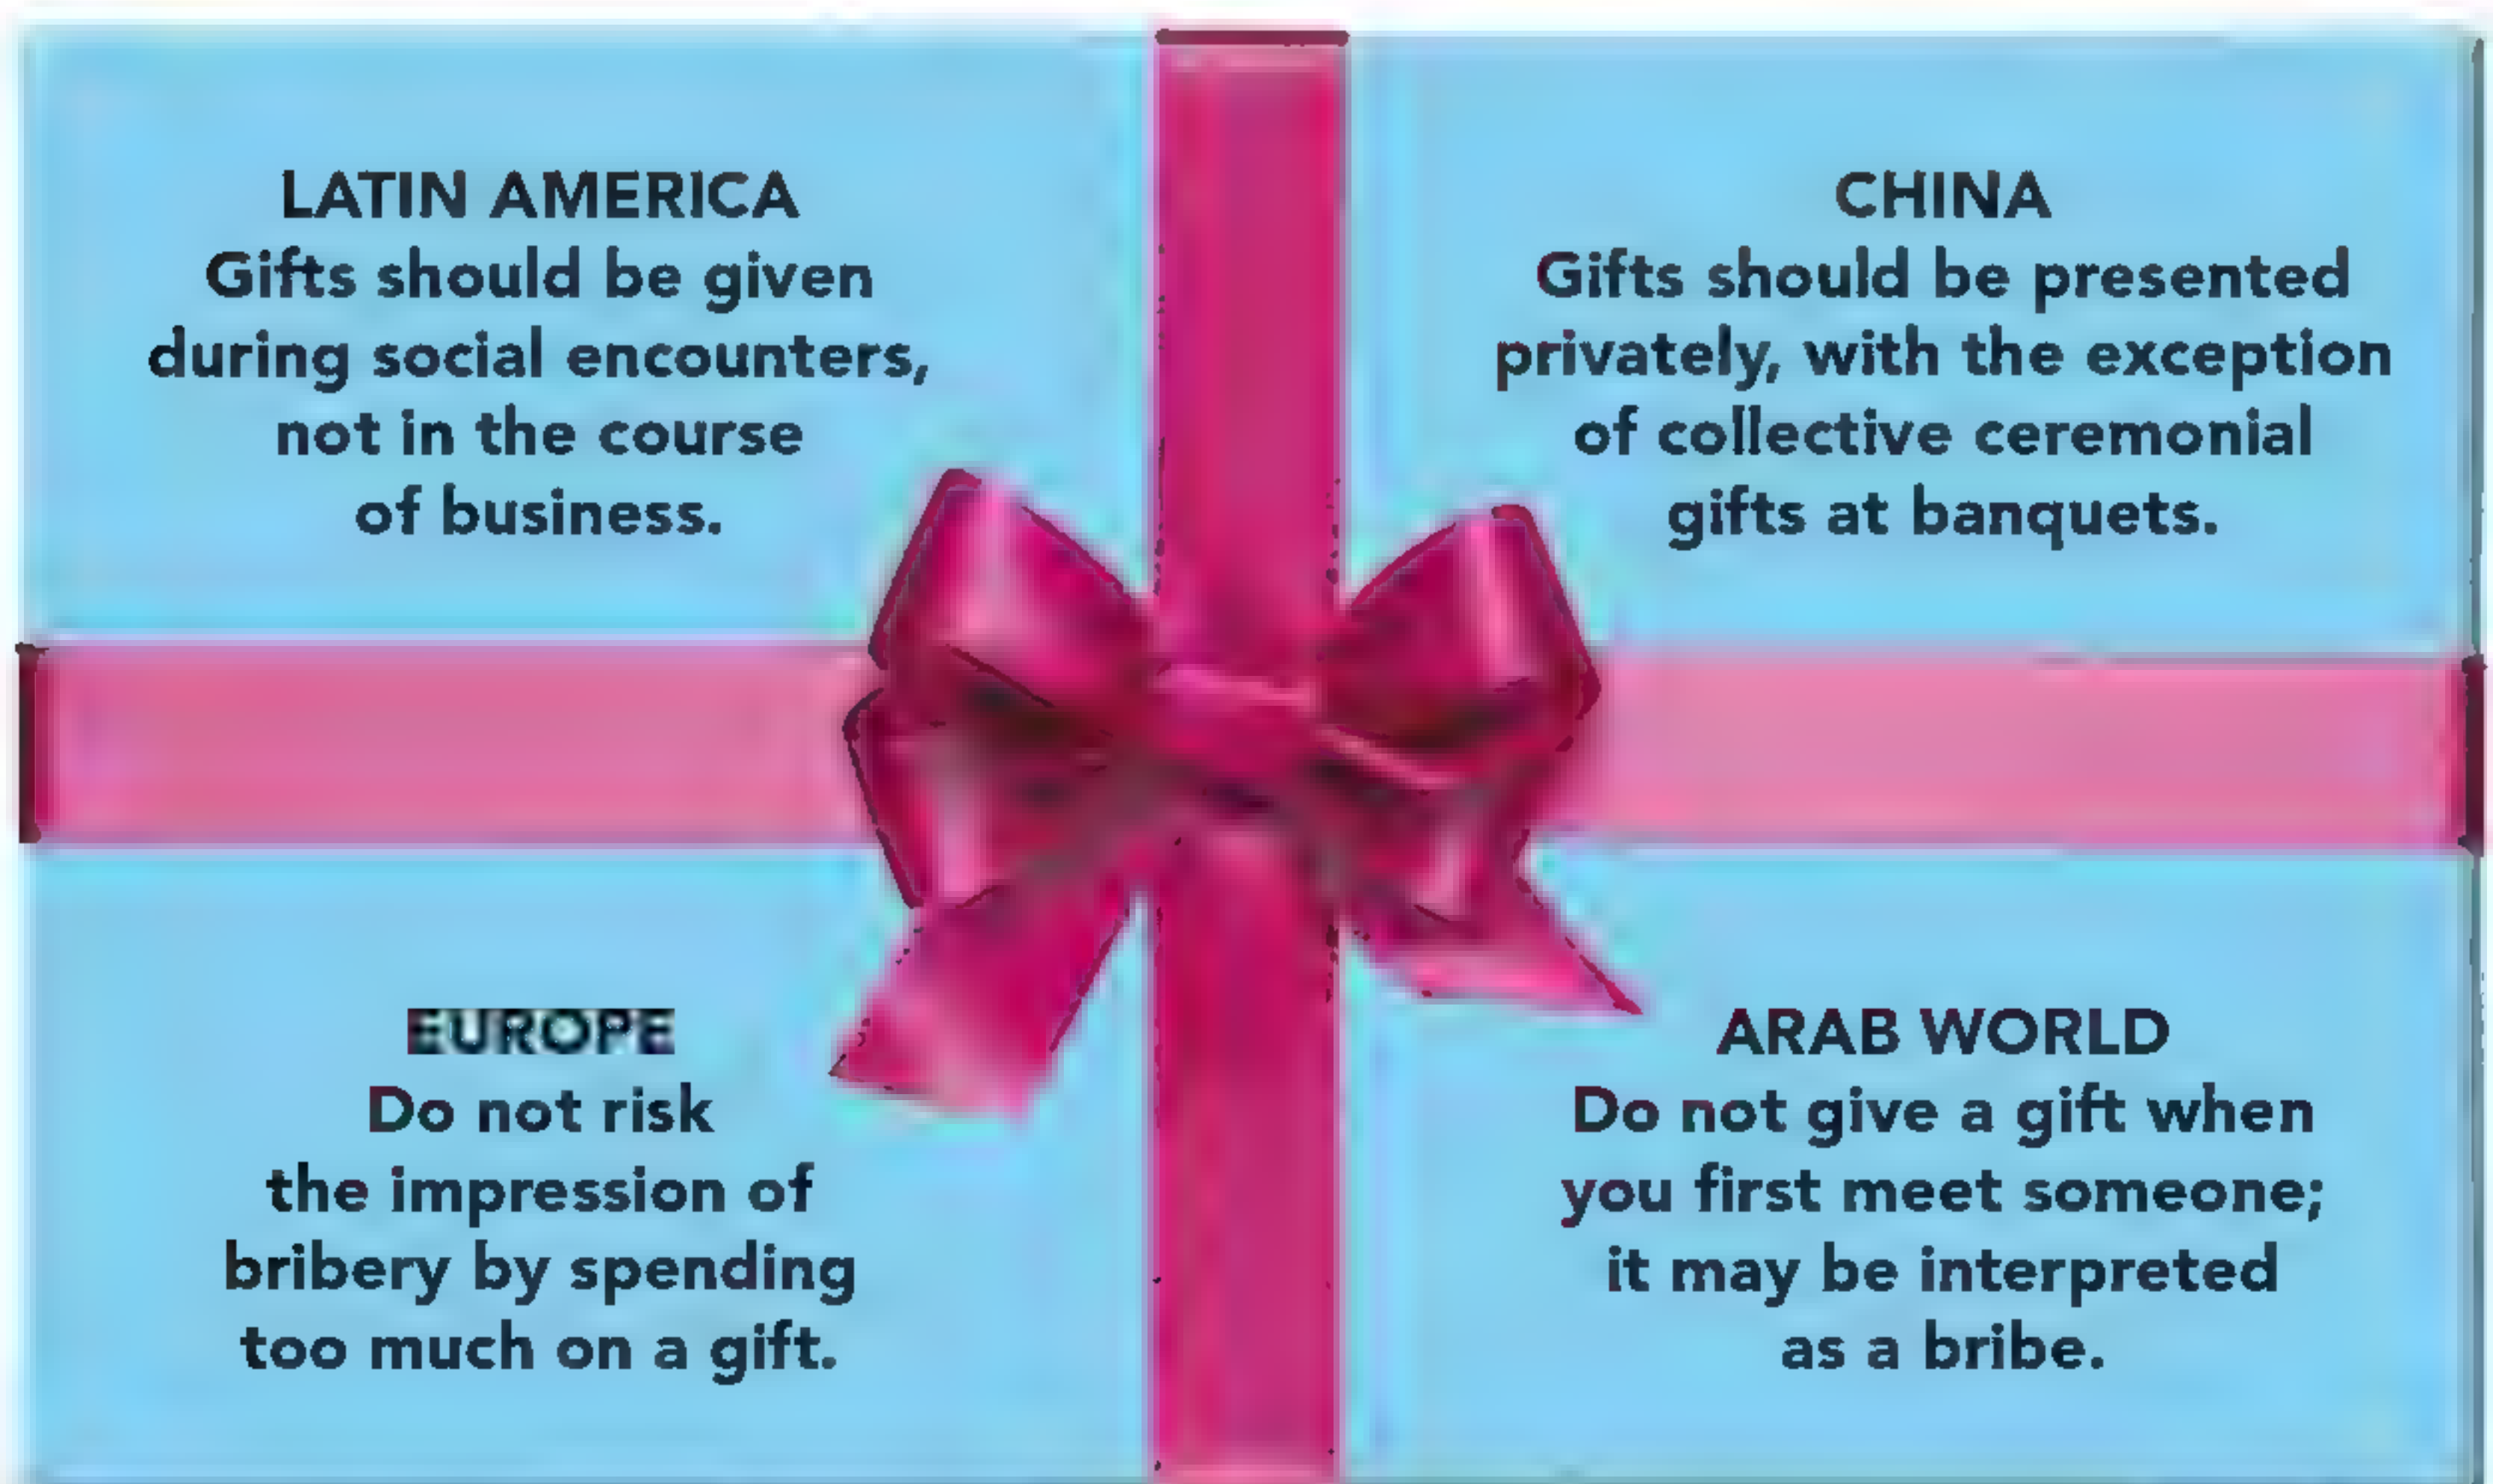 LATIN AMERICA
Gifts should be given
during social encounters,
not in the course
of business.
CHINA
Gifts should be presented
privately, with the exception
of collective ceremonial
gifts at banquets.
EUROPE
Do not risk
the impression of
bribery by spending
too much on a gift.
ARAB WORLD
Do not give a gift when
you first meet someone;
it may be interpreted
as a bribe.